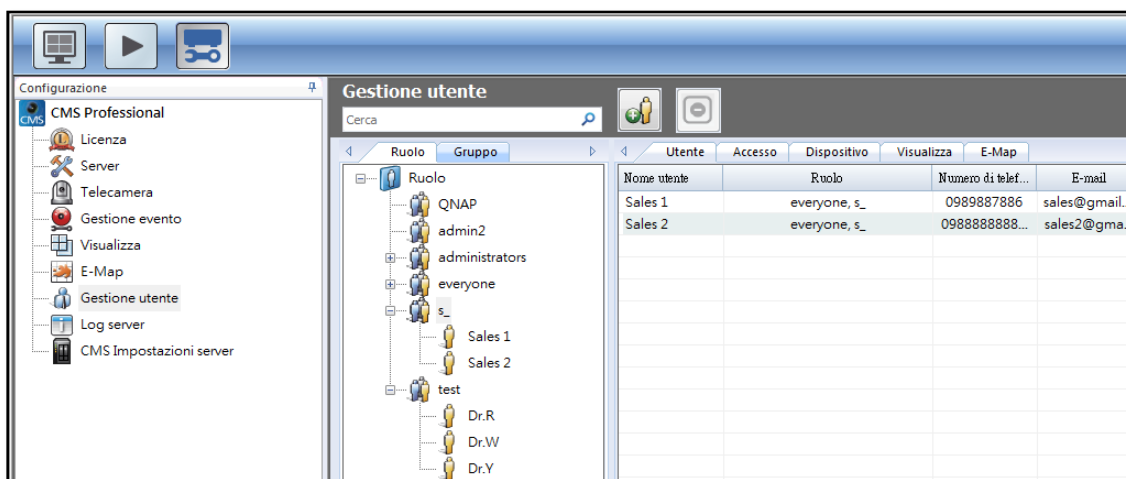 Configurazione
CMS CMS Professional
Licenza
Server
Telecamera
Gestione evento
Visualizza
E-Map
Gestione utente
Log server
CMS Impostazioni server
Gestione utente
Cerca
Ruolo Gruppo
Ruolo
QNAP
admin2
administrators
everyone
s_
Sales 1
Sales 2
test
Dr.R
Dr.W
Dr.Y
Utente Accesso Dispositivo Visualizza E-Map
Nome utente Ruolo Numero di telef... E-mail
Sales 1 everyone, s_ 0989887886 sales@gmail..
Sales 2 everyone, s_ 0988888888... sales2@gma.